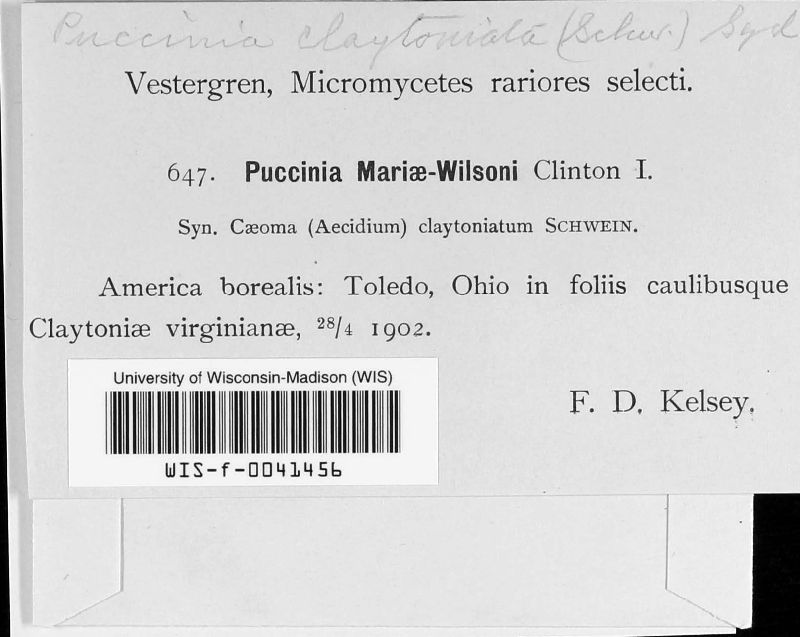 Puccinia claytoniata (Schw.) Syd
Vestergren, Micromycetes rariores selecti.
647. Puccinia Mariæ-Wilsoni Clinton I.
Syn. Cæoma (Aecidium) claytoniatum SCHWEIN.
America borealis: Toledo, Ohio in foliis caulibusque
Claytoniæ virginianæ, 28/4 1902.
F. D. Kelsey.
University of Wisconsin-Madison (WIS)
WIS-f-0041456